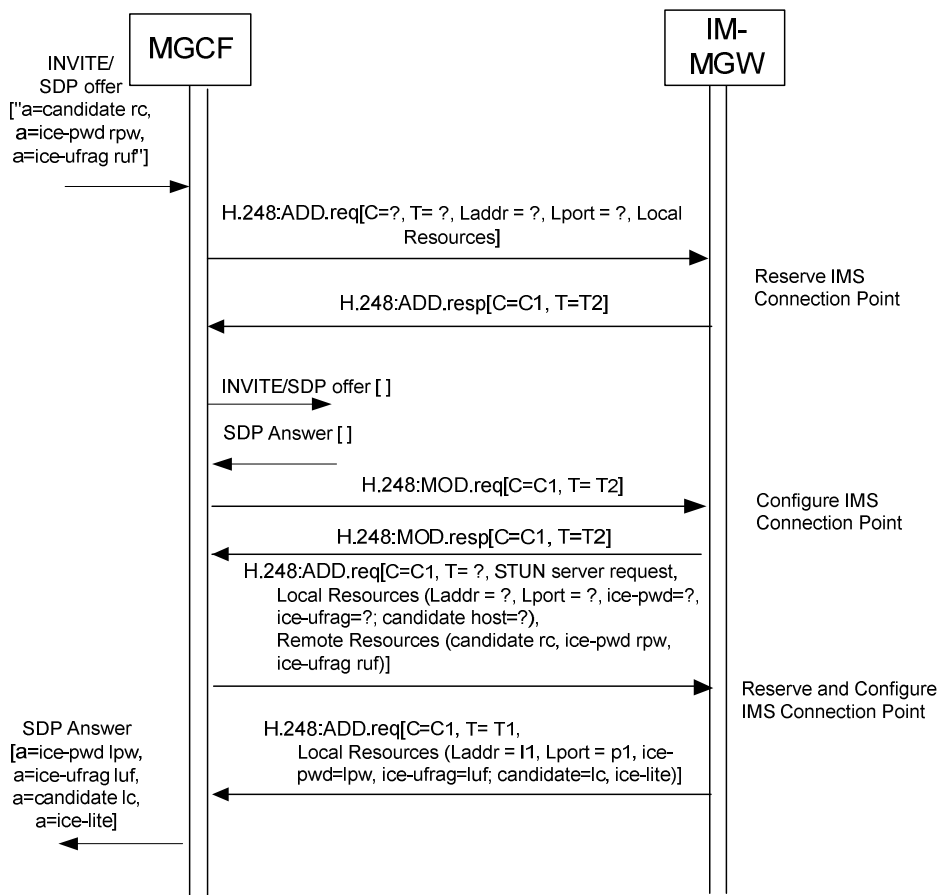 MGCF
IM-
MGW
INVITE/
SDP offer
["a=candidate rc,
a=ice-pwd rpw,
a=ice-ufrag ruf"]
H.248:ADD.req[C=?, T= ?, Laddr = ?, Lport = ?, Local
Resources]
Reserve IMS
Connection Point
H.248:ADD.resp[C=C1, T=T2]
INVITE/SDP offer [ ]
SDP Answer [ ]
H.248:MOD.req[C=C1, T= T2]
Configure IMS
Connection Point
H.248:MOD.resp[C=C1, T=T2]
H.248:ADD.req[C=C1, T= ?, STUN server request,
Local Resources (Laddr = ?, Lport = ?, ice-pwd=?,
ice-ufrag=?; candidate host=?),
Remote Resources (candidate rc, ice-pwd rpw,
ice-ufrag ruf)]
Reserve and Configure
IMS Connection Point
SDP Answer
[a=ice-pwd lpw,
a=ice-ufrag luf,
a=candidate lc,
a=ice-lite]
H.248:ADD.req[C=C1, T= T1,
Local Resources (Laddr = l1, Lport = p1, ice-
pwd=lpw, ice-ufrag=luf; candidate=lc, ice-lite)]